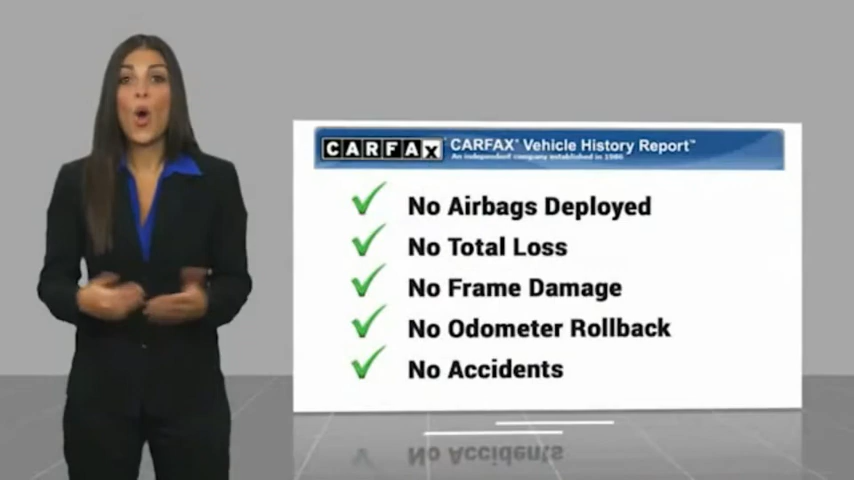 CARFAX CARFAX® Vehicle History Report™
An independent company established in 1986
No Airbags Deployed
No Total Loss
No Frame Damage
No Odometer Rollback
No Accidents
No Accidents